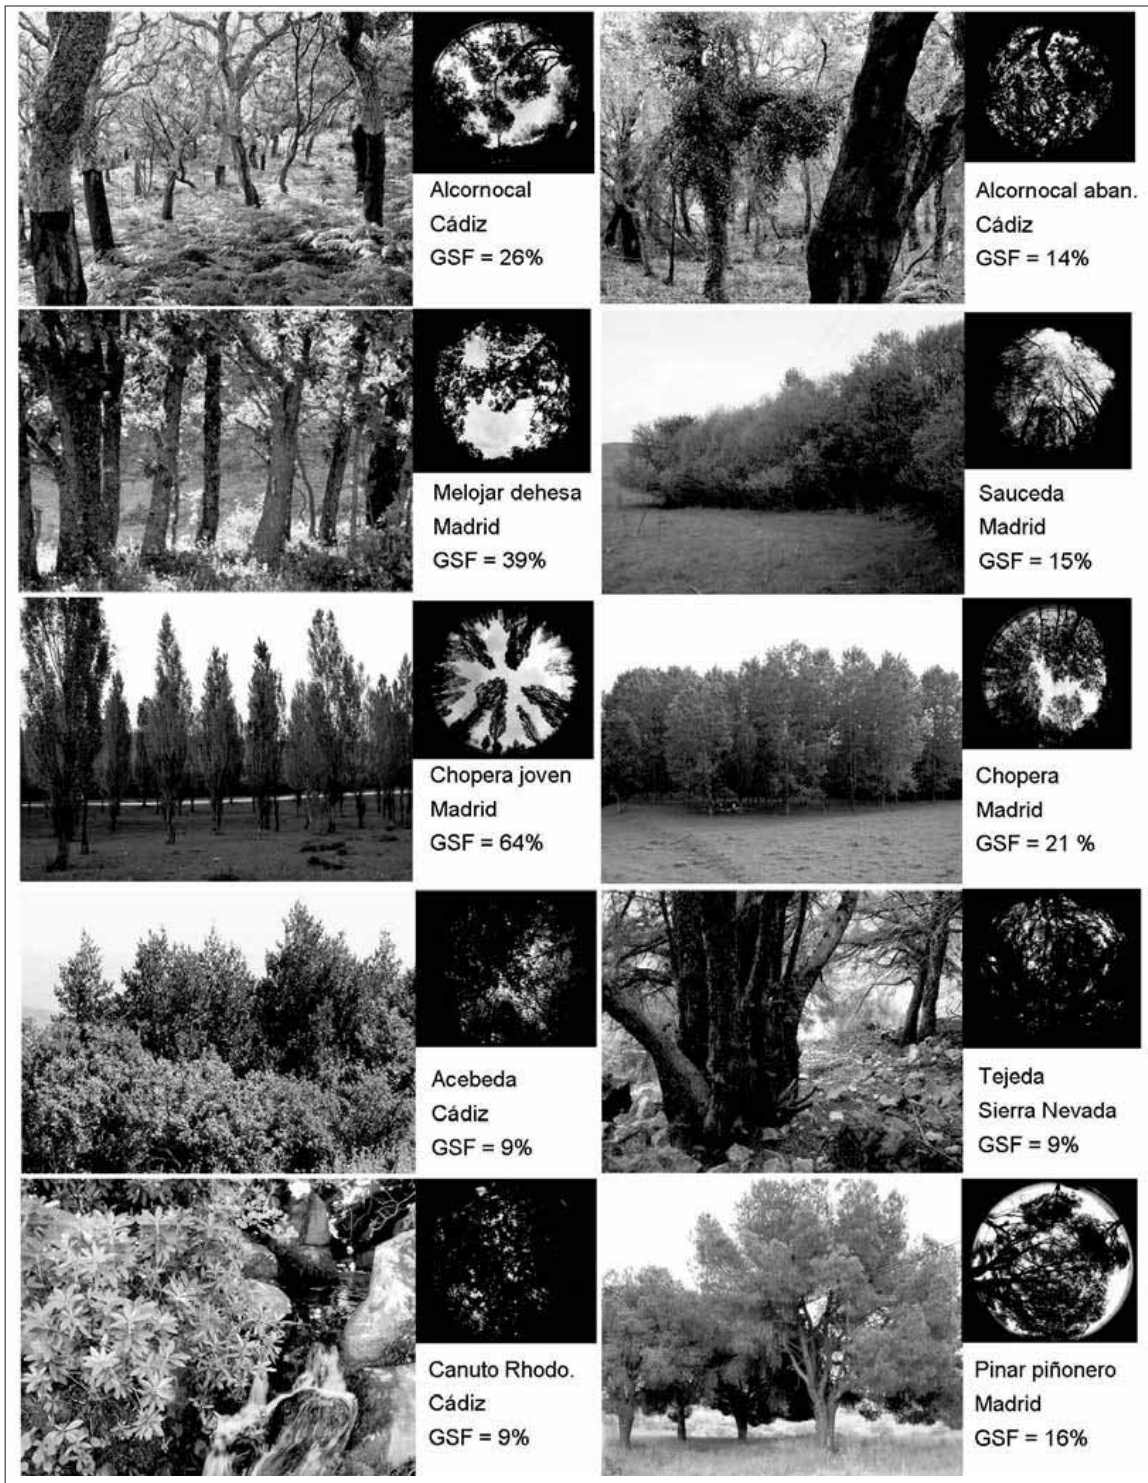 Alcornocal
Cádiz
GSF = 26%
Alcornocal aban.
Cádiz
GSF = 14%
Melojar dehesa
Madrid
GSF = 39%
Sauceda
Madrid
GSF = 15%
Chopera joven
Madrid
GSF = 64%
Chopera
Madrid
GSF = 21 %
Acebeda
Cádiz
GSF = 9%
Tejeda
Sierra Nevada
GSF = 9%
Canuto Rhodo.
Cádiz
GSF = 9%
Pinar piñonero
Madrid
GSF = 16%